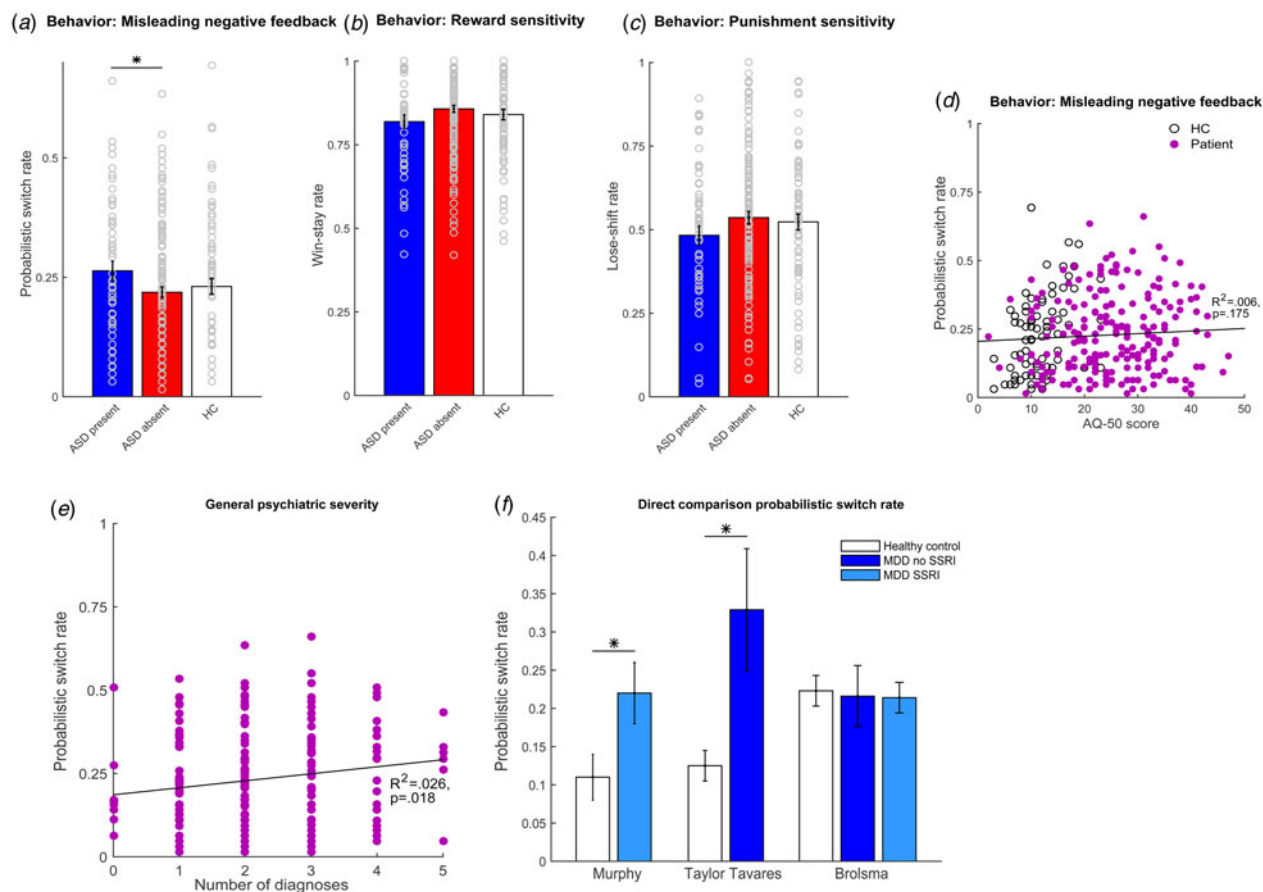 (a) Behavior: Misleading negative feedback
*
Probabilistic switch rate
0.5
0.25
0
ASD present
ASD absent
HC
(b) Behavior: Reward sensitivity
Win-stay rate
1
0.75
0.5
0.25
0
ASD present
ASD absent
HC
(c) Behavior: Punishment sensitivity
Lose-shift rate
1
0.75
0.5
0.25
0
ASD present
ASD absent
HC
(d) Behavior: Misleading negative feedback
HC
Patient
Probabilistic switch rate
1
0.75
0.5
0.25
0
R²=.006,
p=.175
0 10 20 30 40 50
AQ-50 score
(e) General psychiatric severity
Probabilistic switch rate
1
0.75
0.5
0.25
0
R²=.026,
p=.018
0 1 2 3 4 5
Number of diagnoses
(f) Direct comparison probabilistic switch rate
Healthy control
MDD no SSRI
MDD SSRI
*
*
Probabilistic switch rate
0.45
0.4
0.35
0.3
0.25
0.2
0.15
0.1
0.05
0
Murphy Taylor Tavares Brolsma